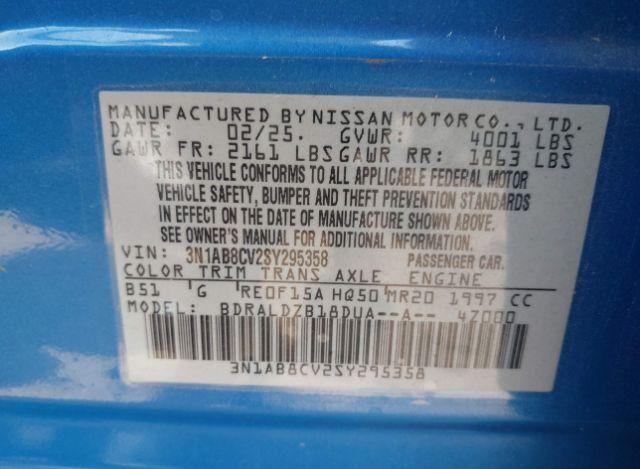 MANUFACTURED BY NISSAN MOTOR CO., LTD.
DATE: 02/25. GVWR: 4001 LBS
GAWR FR: 2161 LBS GAWR RR: 1863 LBS
THIS VEHICLE CONFORMS TO ALL APPLICABLE FEDERAL MOTOR
VEHICLE SAFETY, BUMPER AND THEFT PREVENTION STANDARDS
IN EFFECT ON THE DATE OF MANUFACTURE SHOWN ABOVE.
SEE OWNER'S MANUAL FOR ADDITIONAL INFORMATION.
VIN: 3N1AB8CV2SY295358 PASSENGER CAR.
COLOR TRIM TRANS AXLE ENGINE
B51 G RE0F15A HQ50 MR20 1997 CC
MODEL: BDRALDZB18DUA--A-- 4Z000
3N1AB8CV2SY295358